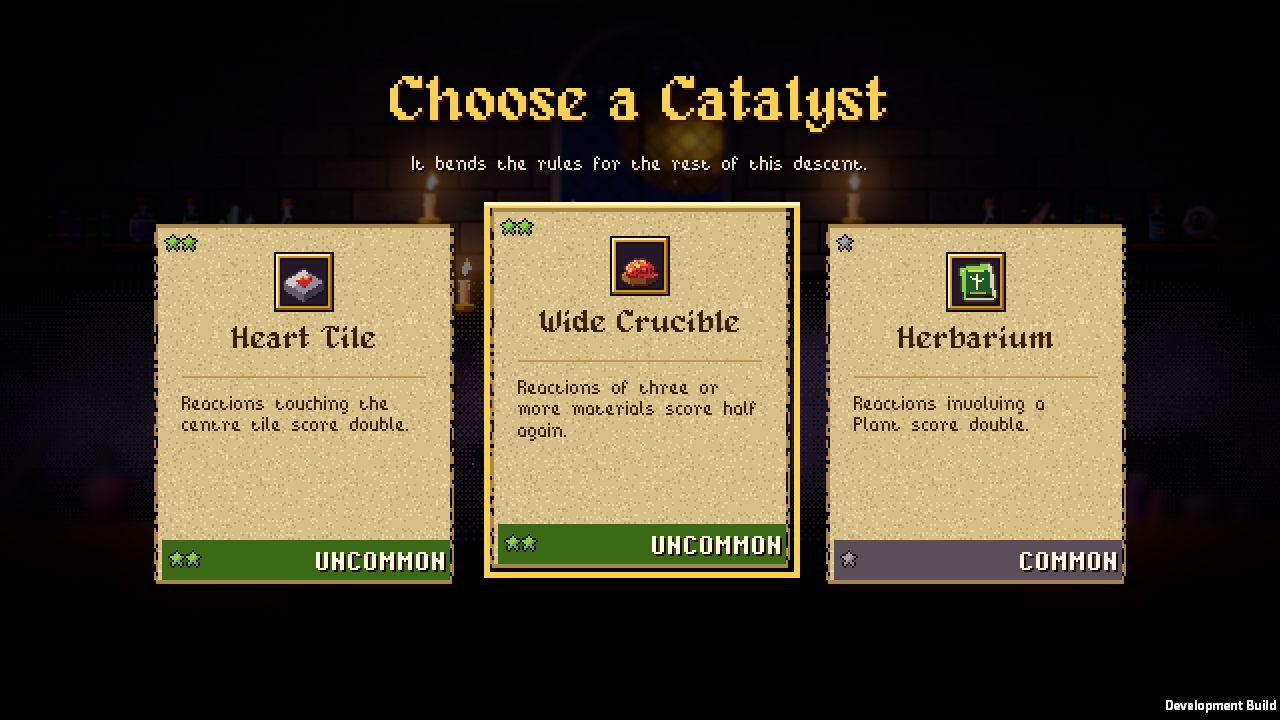 Choose a Catalyst
It bends the rules for the rest of this descent.
Heart Tile
Reactions touching the
centre tile score double.
UNCOMMON
Wide Crucible
Reactions of three or
more materials score half
again.
UNCOMMON
Herbarium
Reactions involving a
Plant score double.
COMMON
Development Build